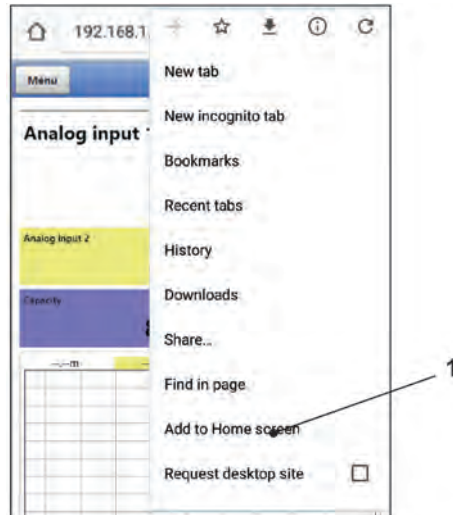 192.168.1
Menu
New tab
New incognito tab
Analog input
Bookmarks
Recent tabs
Analog Input 2
History
Capacity
Downloads
Share...
--,--m
Find in page
Add to Home screen
1
Request desktop site